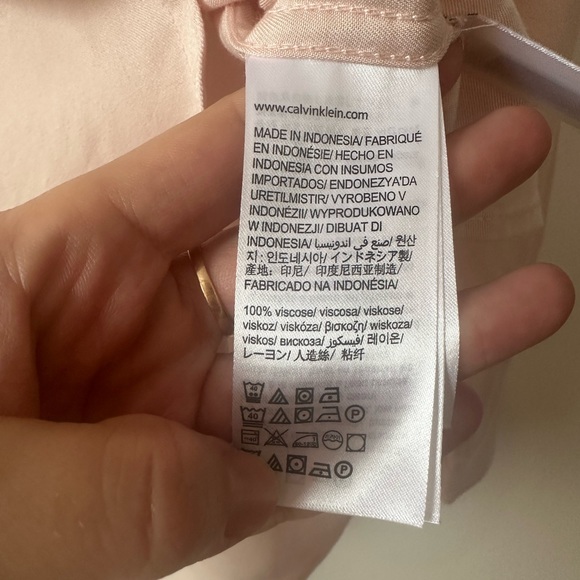 www.calvinklein.com
MADE IN INDONESIA/ FABRIQUÉ
EN INDONÉSIE/ HECHO EN
INDONESIA CON INSUMOS
IMPORTADOS/ ENDONEZYA'DA
URETILMISTIR/ VYROBENO V
INDONÉZII/ WYPRODUKOWANO
W INDONEZJI/ DIBUAT DI
INDONESIA/ صنع في اندونيسيا/ 원산
지 : 인도네시아/ インドネシア製/
產地: 印尼/ 印度尼西亚制造/
FABRICADO NA INDONÉSIA/
100% viscose/ viscosa/ viskose/
viskoz/ viskóza/ βισκοζη/ wiskoza/
viskos/ вискоза/ فيسكوز/ 레이온/
レーヨン/ 人造絲/ 粘纤
40
40 P
P